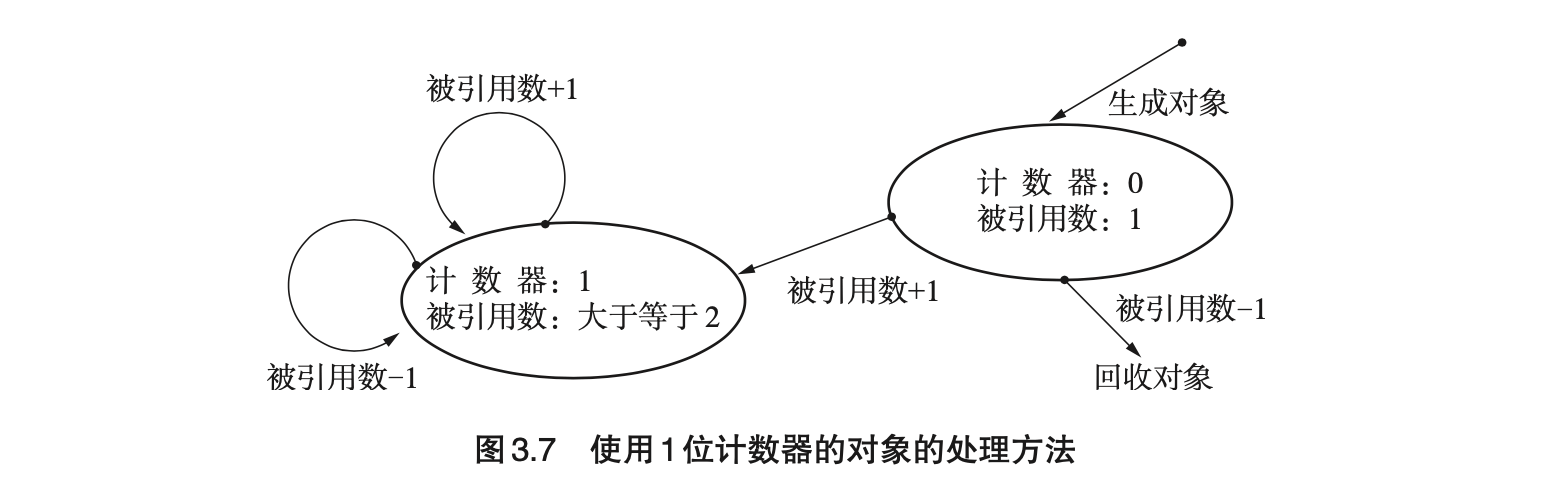 被引用数+1
生成对象
计 数 器：0
被引用数：1
计 数 器：1
被引用数：大于等于 2
被引用数+1
被引用数−1
被引用数−1
回收对象
图 3.7 使用 1 位计数器的对象的处理方法